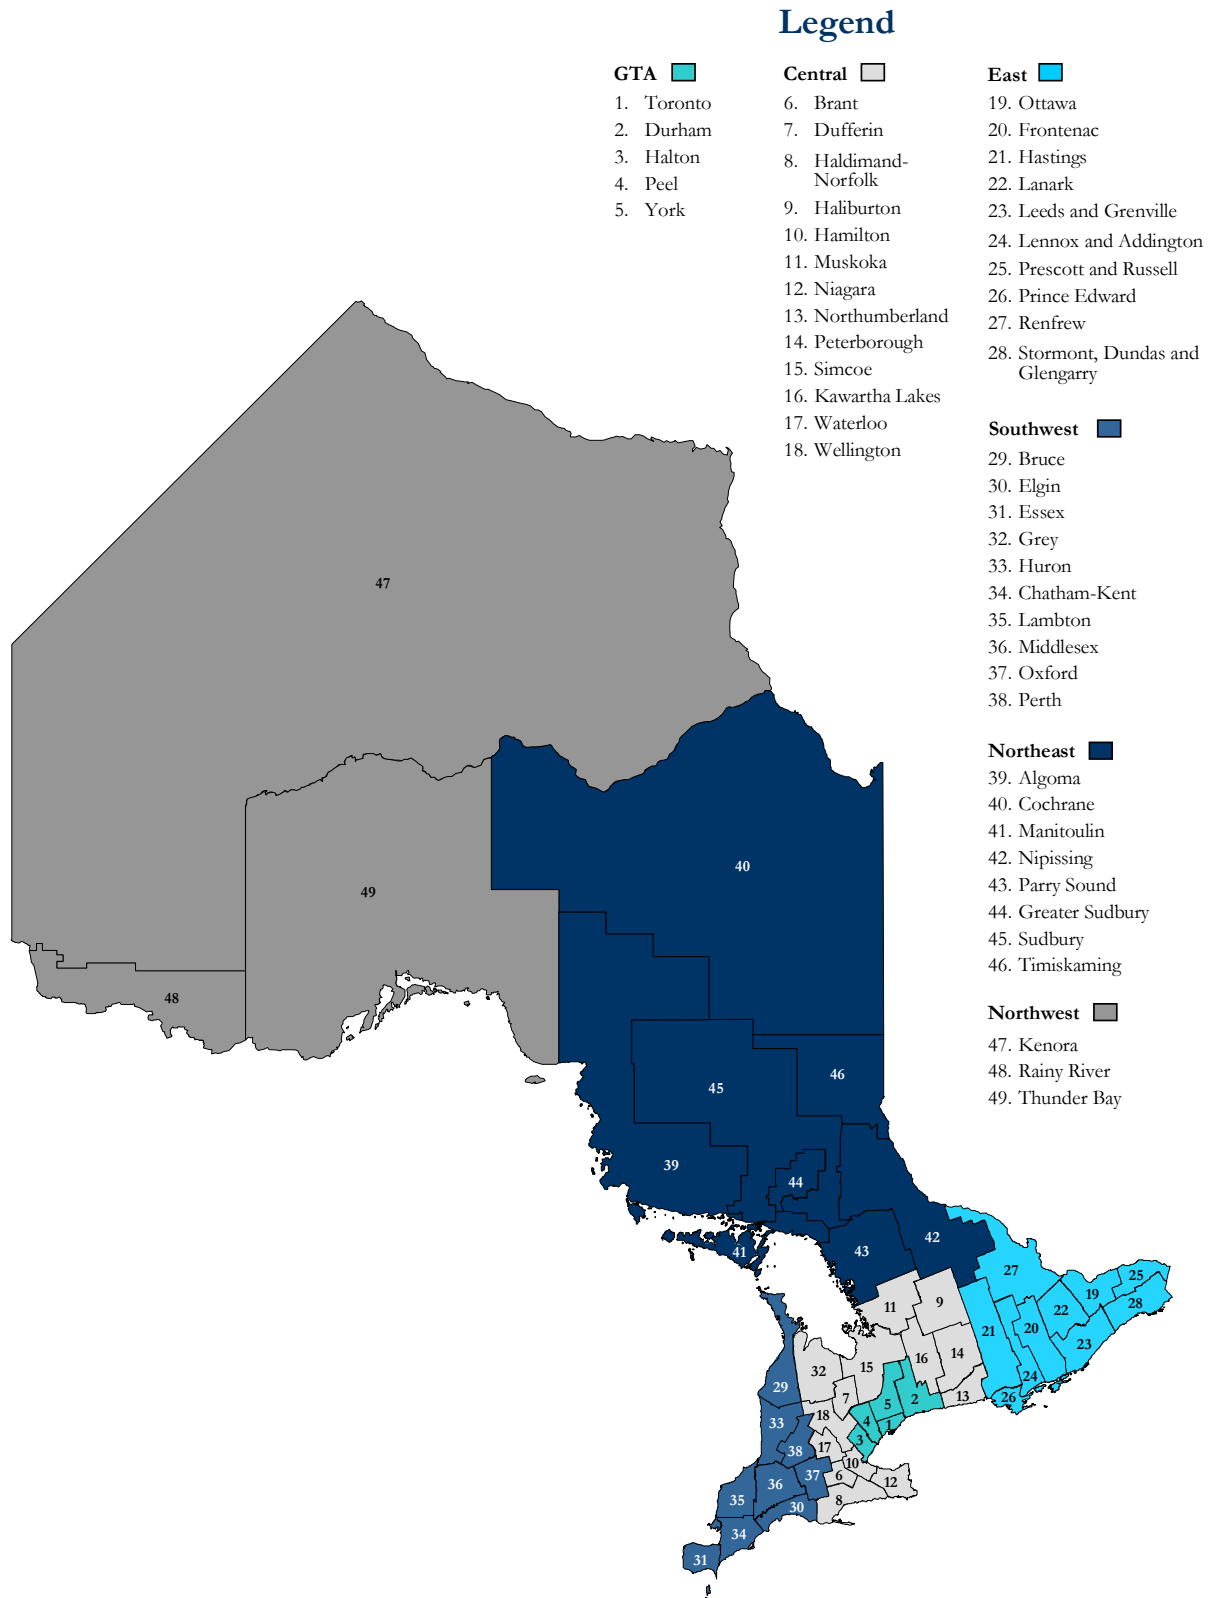 Legend
GTA
1. Toronto
2. Durham
3. Halton
4. Peel
5. York
Central
6. Brant
7. Dufferin
8. Haldimand-
Norfolk
9. Haliburton
10. Hamilton
11. Muskoka
12. Niagara
13. Northumberland
14. Peterborough
15. Simcoe
16. Kawartha Lakes
17. Waterloo
18. Wellington
East
19. Ottawa
20. Frontenac
21. Hastings
22. Lanark
23. Leeds and Grenville
24. Lennox and Addington
25. Prescott and Russell
26. Prince Edward
27. Renfrew
28. Stormont, Dundas and
Glengarry
Southwest
29. Bruce
30. Elgin
31. Essex
32. Grey
33. Huron
34. Chatham-Kent
35. Lambton
36. Middlesex
37. Oxford
38. Perth
Northeast
39. Algoma
40. Cochrane
41. Manitoulin
42. Nipissing
43. Parry Sound
44. Greater Sudbury
45. Sudbury
46. Timiskaming
Northwest
47. Kenora
48. Rainy River
49. Thunder Bay
47
40
49
48
46
45
39
44
42
43
41
27
25
19
28
9
11
22
20
21
23
14
16
15
32
24
29
13
26
7
2
5
18
4
33
1
3
17
38
10
37
6
12
36
35
8
30
34
31